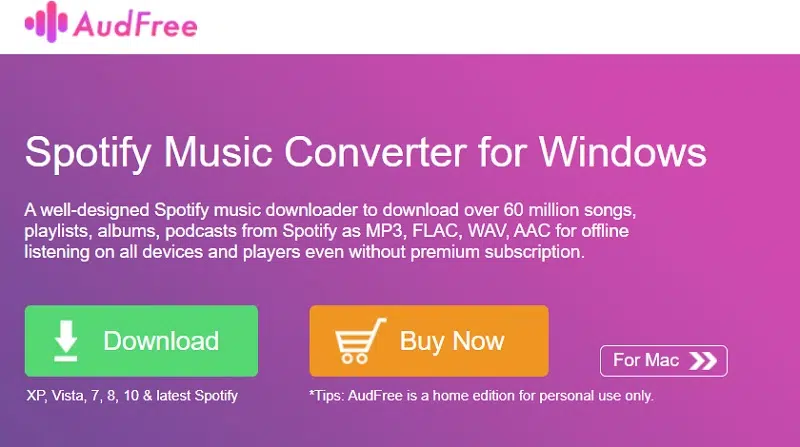 AudFree
Spotify Music Converter for Windows
A well-designed Spotify music downloader to download over 60 million songs,
playlists, albums, podcasts from Spotify as MP3, FLAC, WAV, AAC for offline
listening on all devices and players even without premium subscription.
Download
Buy Now
For Mac
XP, Vista, 7, 8, 10 & latest Spotify
*Tips: AudFree is a home edition for personal use only.